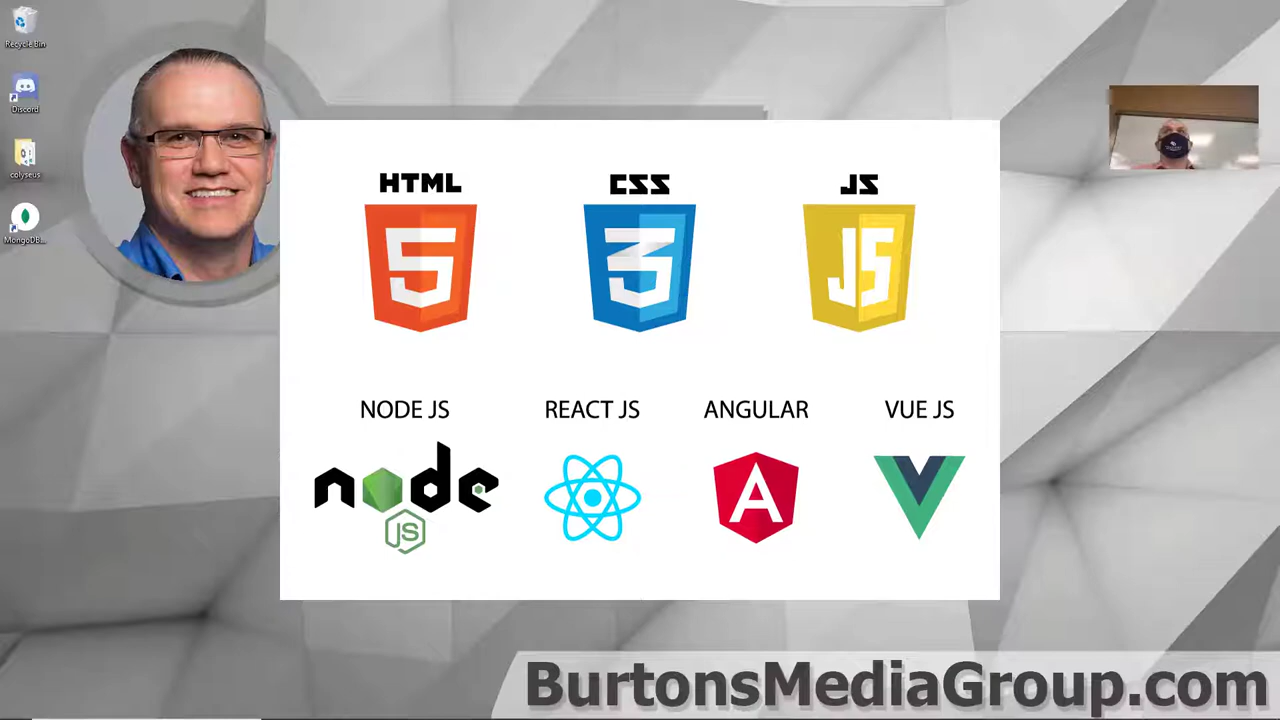 Recycle Bin
Discord
colyseus
MongoDB...
HTML
CSS
JS
5
3
JS
NODE JS
REACT JS
ANGULAR
VUE JS
node
JS
A
BurtonsMediaGroup.com